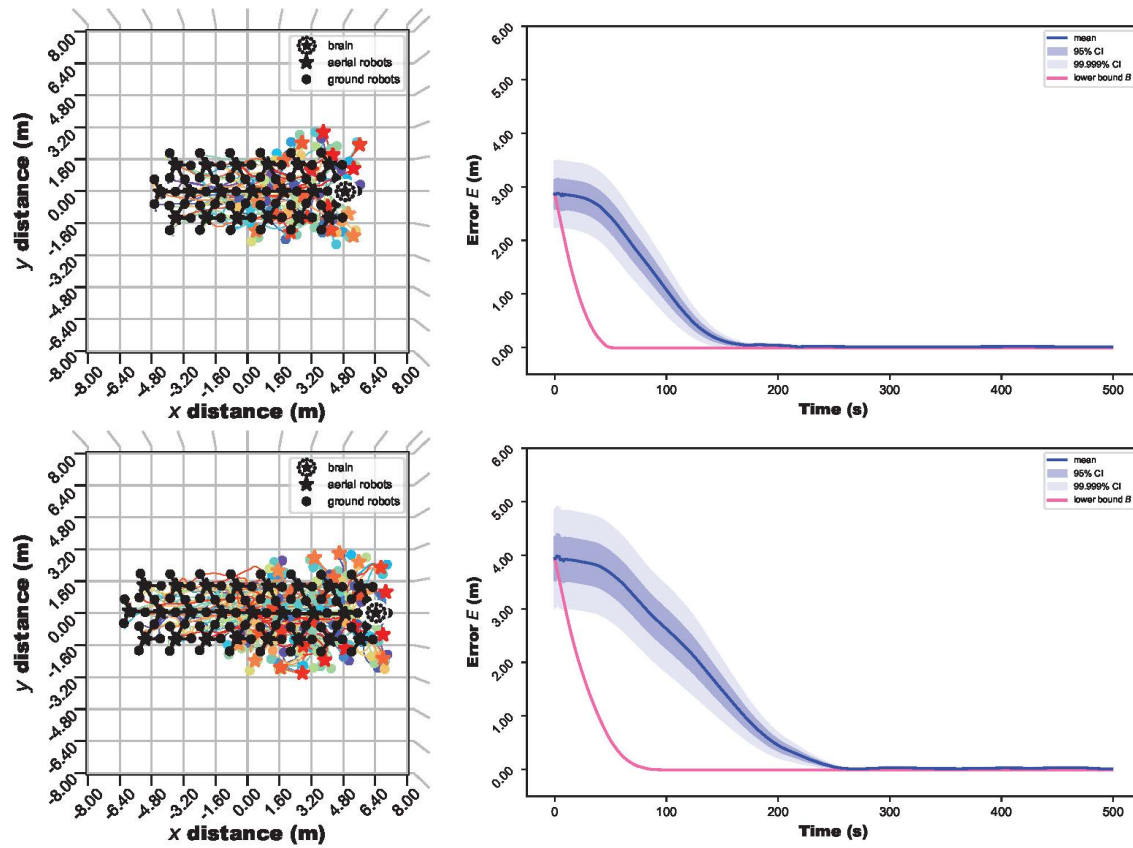 brain
aerial robots
ground robots
8.00
6.40
4.80
3.20
1.60
0.00
-1.60
-3.20
-4.80
-6.40
-8.00
y distance (m)
-8.00 -6.40 -4.80 -3.20 -1.60 0.00 1.60 3.20 4.80 6.40 8.00
x distance (m)
mean
95% CI
99.999% CI
lower bound B
6.00
5.00
4.00
3.00
2.00
1.00
0.00
Error E (m)
0 100 200 300 400 500
Time (s)
brain
aerial robots
ground robots
8.00
6.40
4.80
3.20
1.60
0.00
-1.60
-3.20
-4.80
-6.40
-8.00
y distance (m)
-8.00 -6.40 -4.80 -3.20 -1.60 0.00 1.60 3.20 4.80 6.40 8.00
x distance (m)
mean
95% CI
99.999% CI
lower bound B
6.00
5.00
4.00
3.00
2.00
1.00
0.00
Error E (m)
0 100 200 300 400 500
Time (s)